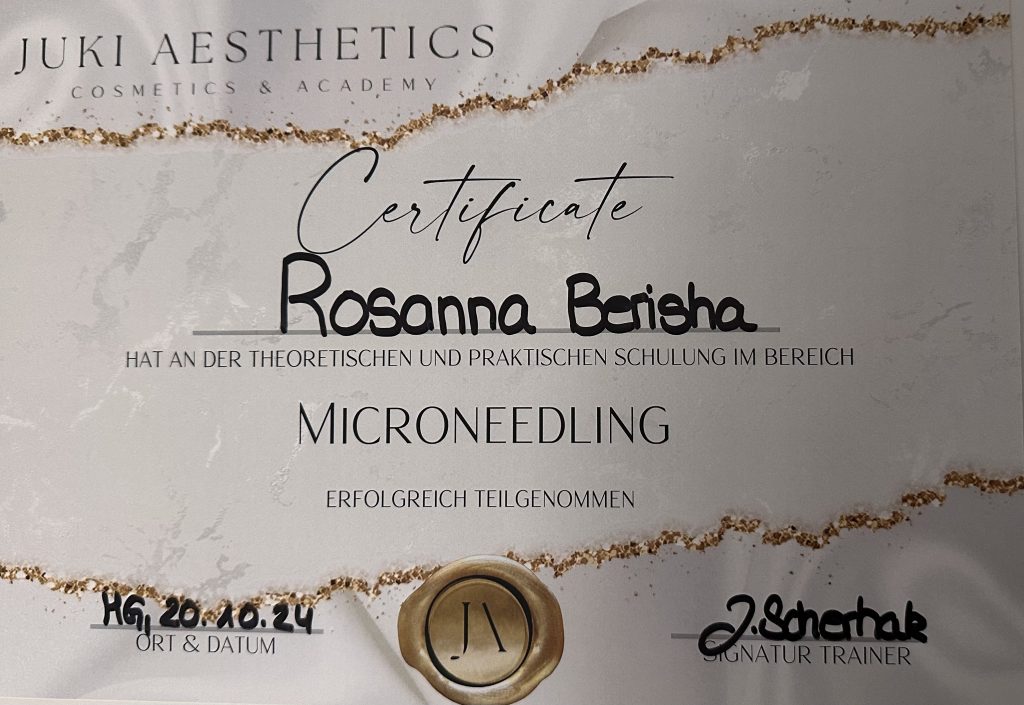 JUKI AESTHETICS
COSMETICS & ACADEMY
Certificate
Rosanna Berisha
HAT AN DER THEORETISCHEN UND PRAKTISCHEN SCHULUNG IM BEREICH
MICRONEEDLING
ERFOLGREICH TEILGENOMMEN
HG, 20.10.24
ORT & DATUM
JA
J. Scherhak
SIGNATUR TRAINER